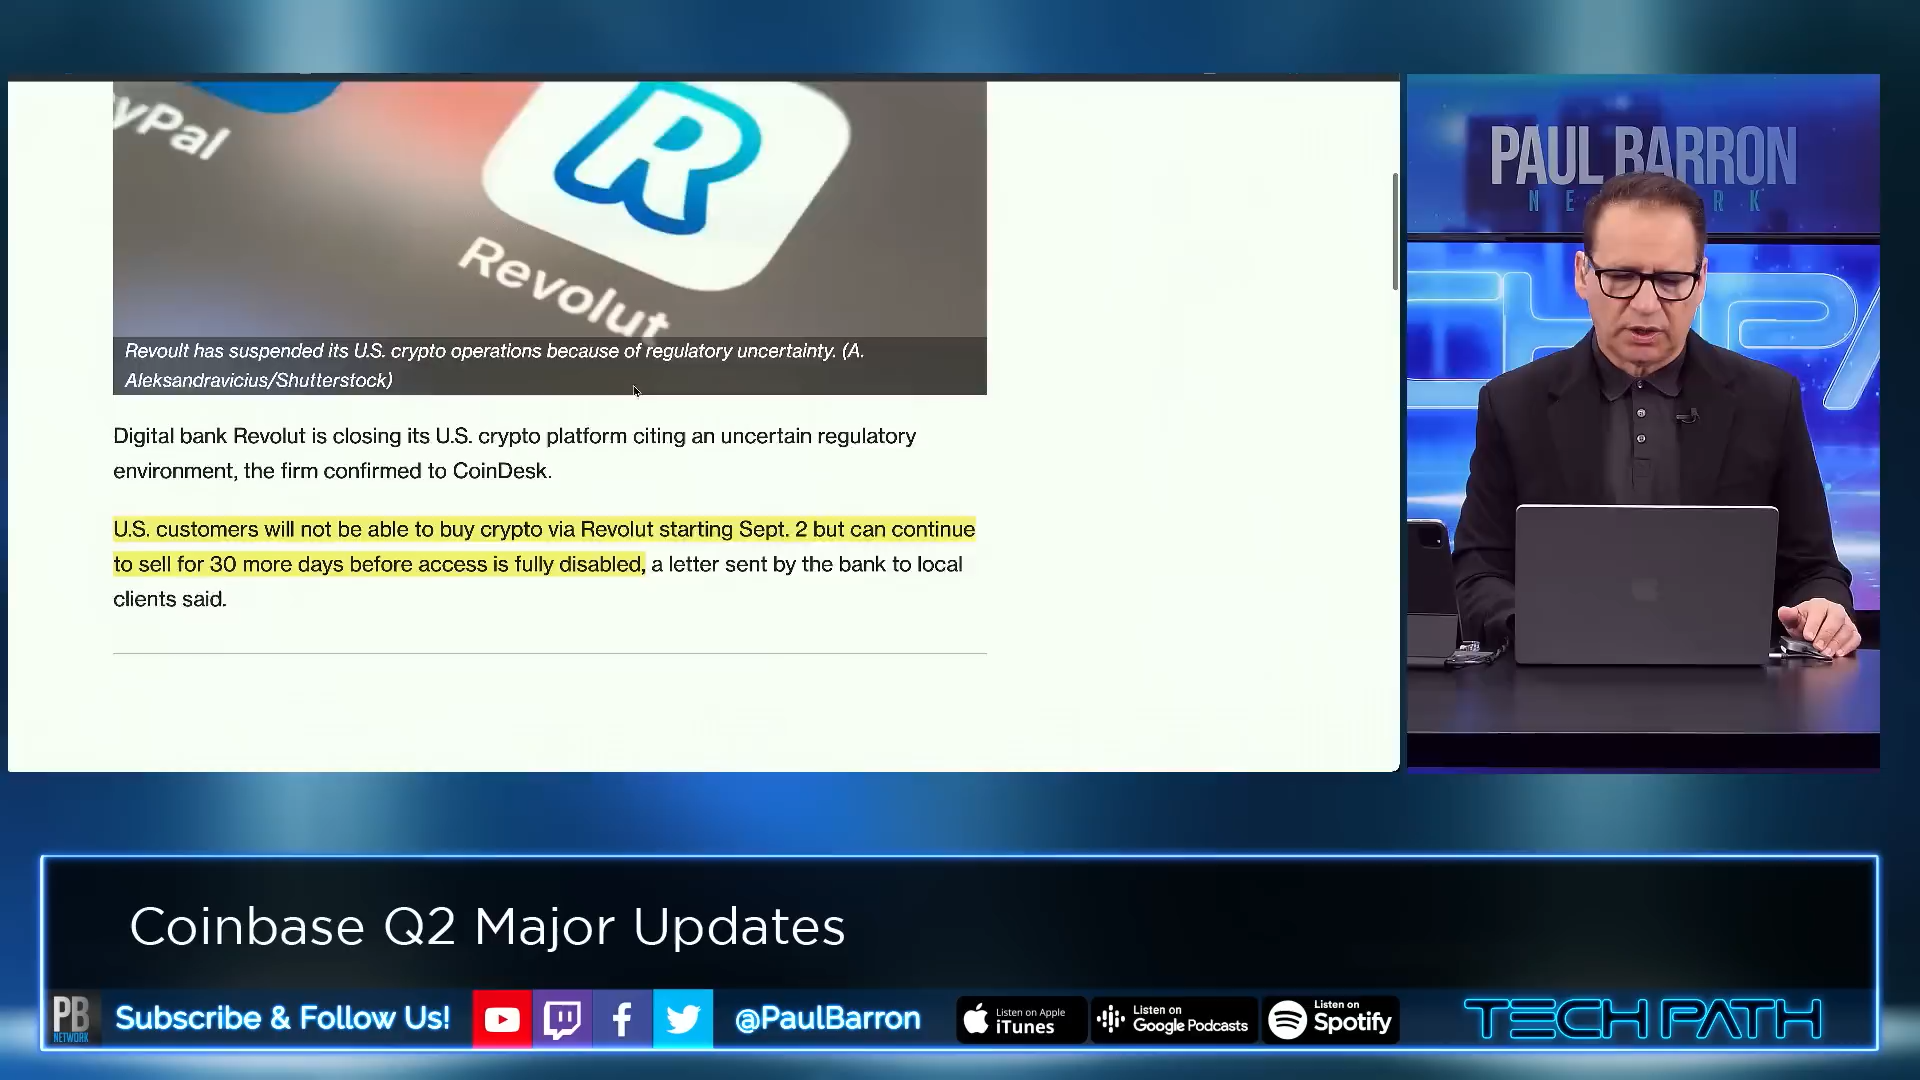 yPal
Revolut
Revoult has suspended its U.S. crypto operations because of regulatory uncertainty. (A.
Aleksandravicius/Shutterstock)
Digital bank Revolut is closing its U.S. crypto platform citing an uncertain regulatory
environment, the firm confirmed to CoinDesk.
U.S. customers will not be able to buy crypto via Revolut starting Sept. 2 but can continue
to sell for 30 more days before access is fully disabled, a letter sent by the bank to local
clients said.
PAUL BARRON
NE RK
Coinbase Q2 Major Updates
PB
NETWORK
Subscribe & Follow Us!
@PaulBarron
Listen on Apple
iTunes
Listen on
Google Podcasts
Listen on
Spotify
TECH PATH